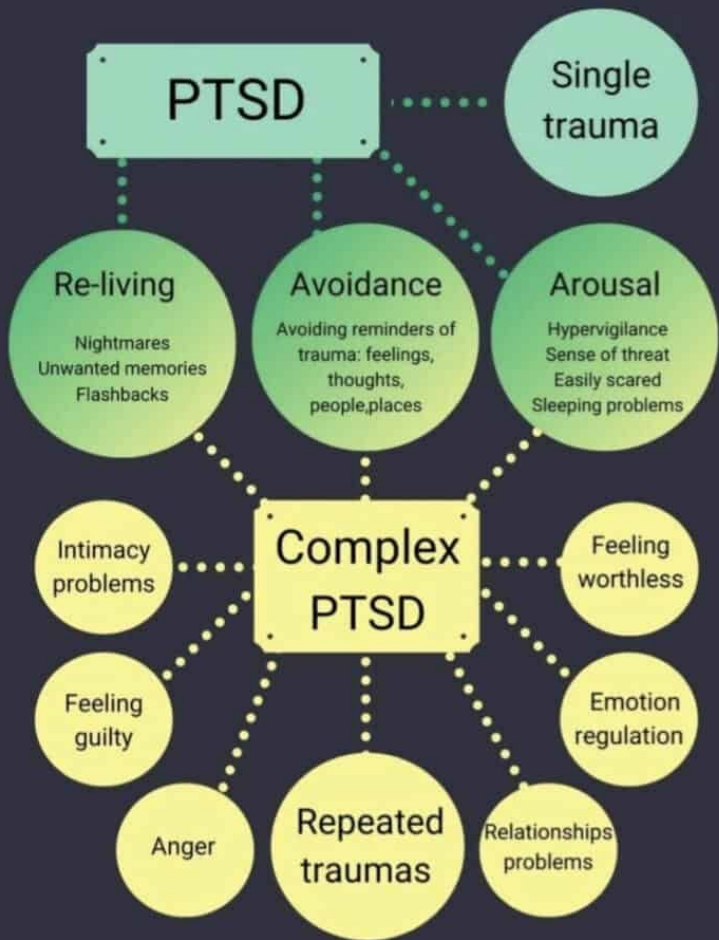 PTSD
Single
trauma
Re-living
Nightmares
Unwanted memories
Flashbacks
Avoidance
Avoiding reminders of
trauma: feelings,
thoughts,
people,places
Arousal
Hypervigilance
Sense of threat
Easily scared
Sleeping problems
Complex
PTSD
Intimacy
problems
Feeling
worthless
Feeling
guilty
Emotion
regulation
Anger
Repeated
traumas
Relationships
problems